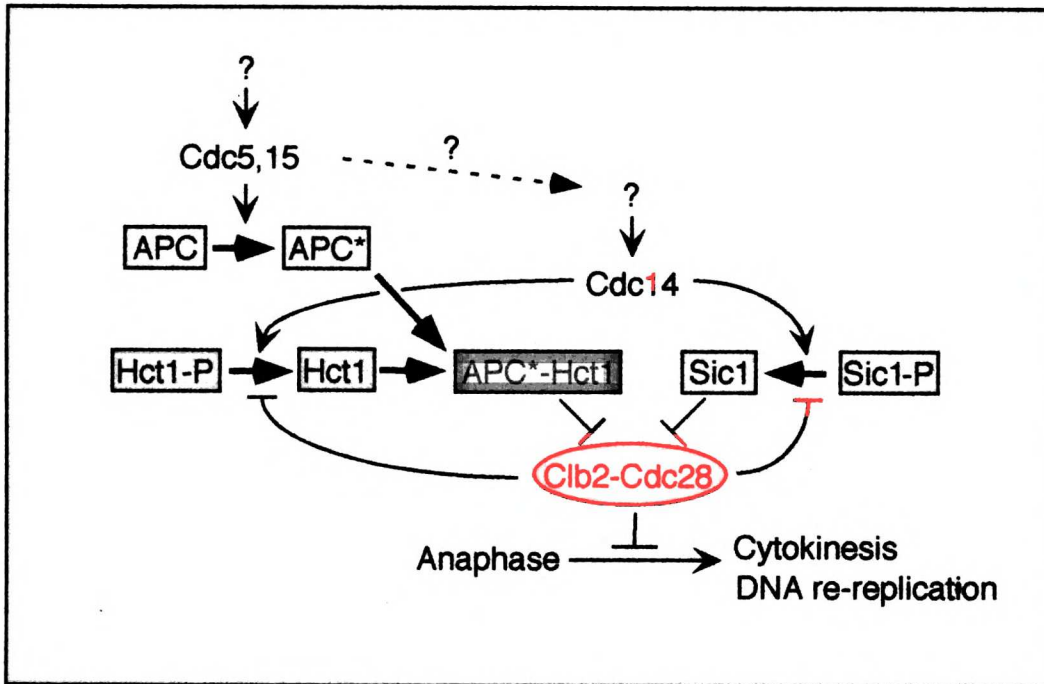 ?
Cdc5,15
?
?
APC
APC*
Cdc14
Hct1-P
Hct1
APC*-Hct1
Sic1
Sic1-P
Clb2-Cdc28
Anaphase
Cytokinesis
DNA re-replication